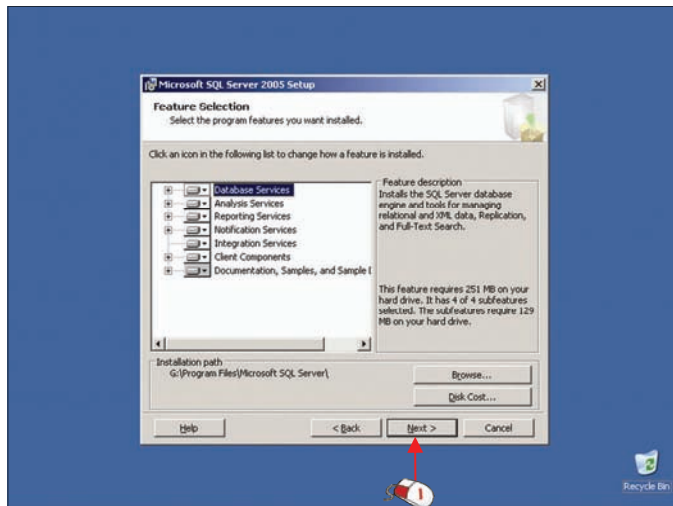 Microsoft SQL Server 2005 Setup
Feature Selection
Select the program features you want installed.
Click an icon in the following list to change how a feature is installed.
Database Services
Analysis Services
Reporting Services
Notification Services
Integration Services
Client Components
Documentation, Samples, and Sample D
Feature description
Installs the SQL Server database
engine and tools for managing
relational and XML data, Replication,
and Full-Text Search.
This feature requires 251 MB on your
hard drive. It has 4 of 4 subfeatures
selected. The subfeatures require 129
MB on your hard drive.
Installation path
G:\Program Files\Microsoft SQL Server\
Browse...
Disk Cost...
Help
< Back
Next >
Cancel
Recycle Bin